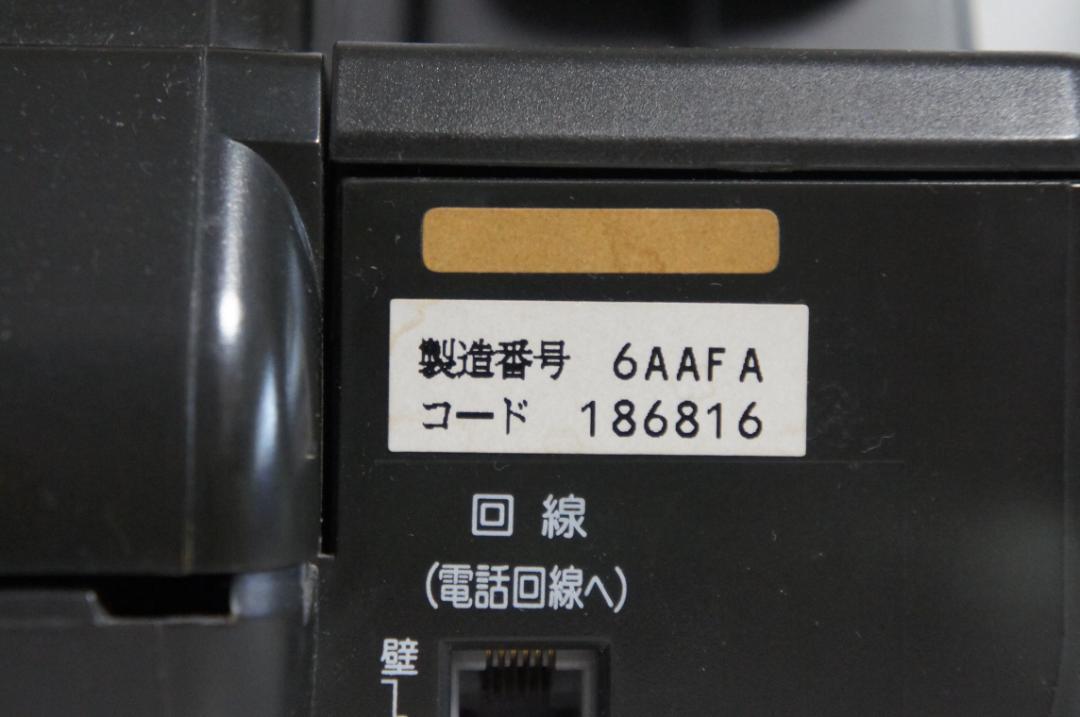 製造番号 6AAFA
コード 186816
回線
(電話回線へ)
壁